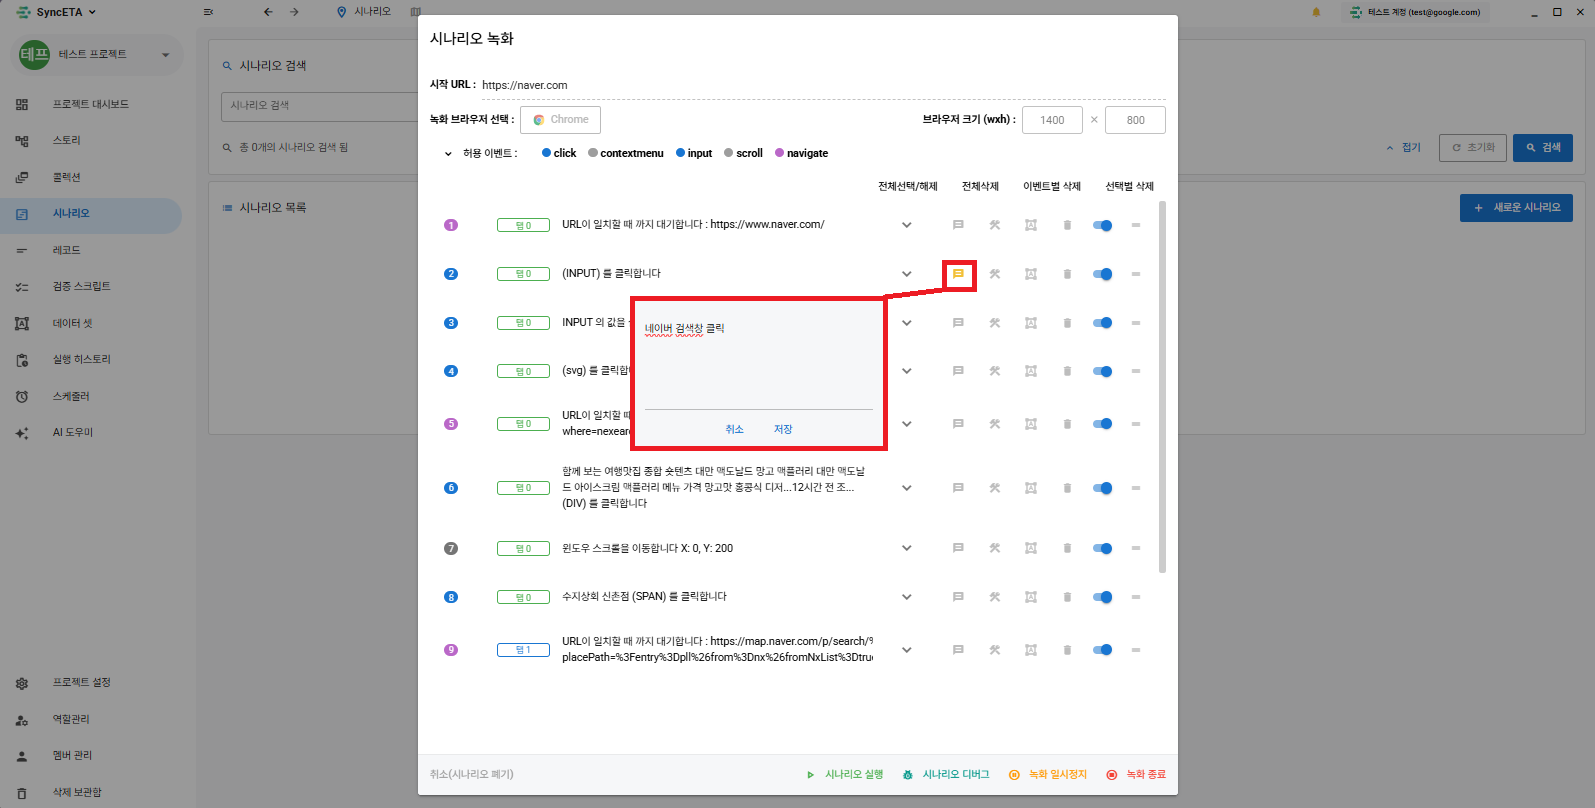 SyncETA
시나리오
테스트 계정 (test@google.com)
테프
테스트 프로젝트
프로젝트 대시보드
스토리
콜렉션
시나리오
레코드
검증 스크립트
데이터 셋
실행 히스토리
스케줄러
AI 도우미
프로젝트 설정
역할관리
멤버 관리
삭제 보관함
시나리오 검색
시나리오 검색
총 0개의 시나리오 검색 됨
접기
초기화
검색
시나리오 목록
새로운 시나리오
시나리오 녹화
시작 URL : https://naver.com
녹화 브라우저 선택 : Chrome
브라우저 크기 (wxh) : 1400 × 800
허용 이벤트 : click contextmenu input scroll navigate
전체선택/해제 전체삭제 이벤트별 삭제 선택별 삭제
1 탭 0 URL이 일치할 때 까지 대기합니다 : https://www.naver.com/
2 탭 0 (INPUT) 를 클릭합니다
3 탭 0 INPUT 의 값을
네이버 검색창 클릭
취소 저장
4 탭 0 (svg) 를 클릭합
5 탭 0 URL이 일치할 때
where=nexear
6 탭 0 함께 보는 여행맛집 종합 숏텐츠 대만 맥도날드 망고 맥플러리 대만 맥도날
드 아이스크림 맥플러리 메뉴 가격 망고맛 홍콩식 디저...12시간 전 조...
(DIV) 를 클릭합니다
7 탭 0 윈도우 스크롤을 이동합니다 X: 0, Y: 200
8 탭 0 수지상회 신촌점 (SPAN) 를 클릭합니다
9 탭 1 URL이 일치할 때 까지 대기합니다 : https://map.naver.com/p/search/%
placePath=%3Fentry%3Dpll%26from%3Dnx%26fromNxList%3Dtrue
취소(시나리오 폐기)
시나리오 실행
시나리오 디버그
녹화 일시정지
녹화 종료